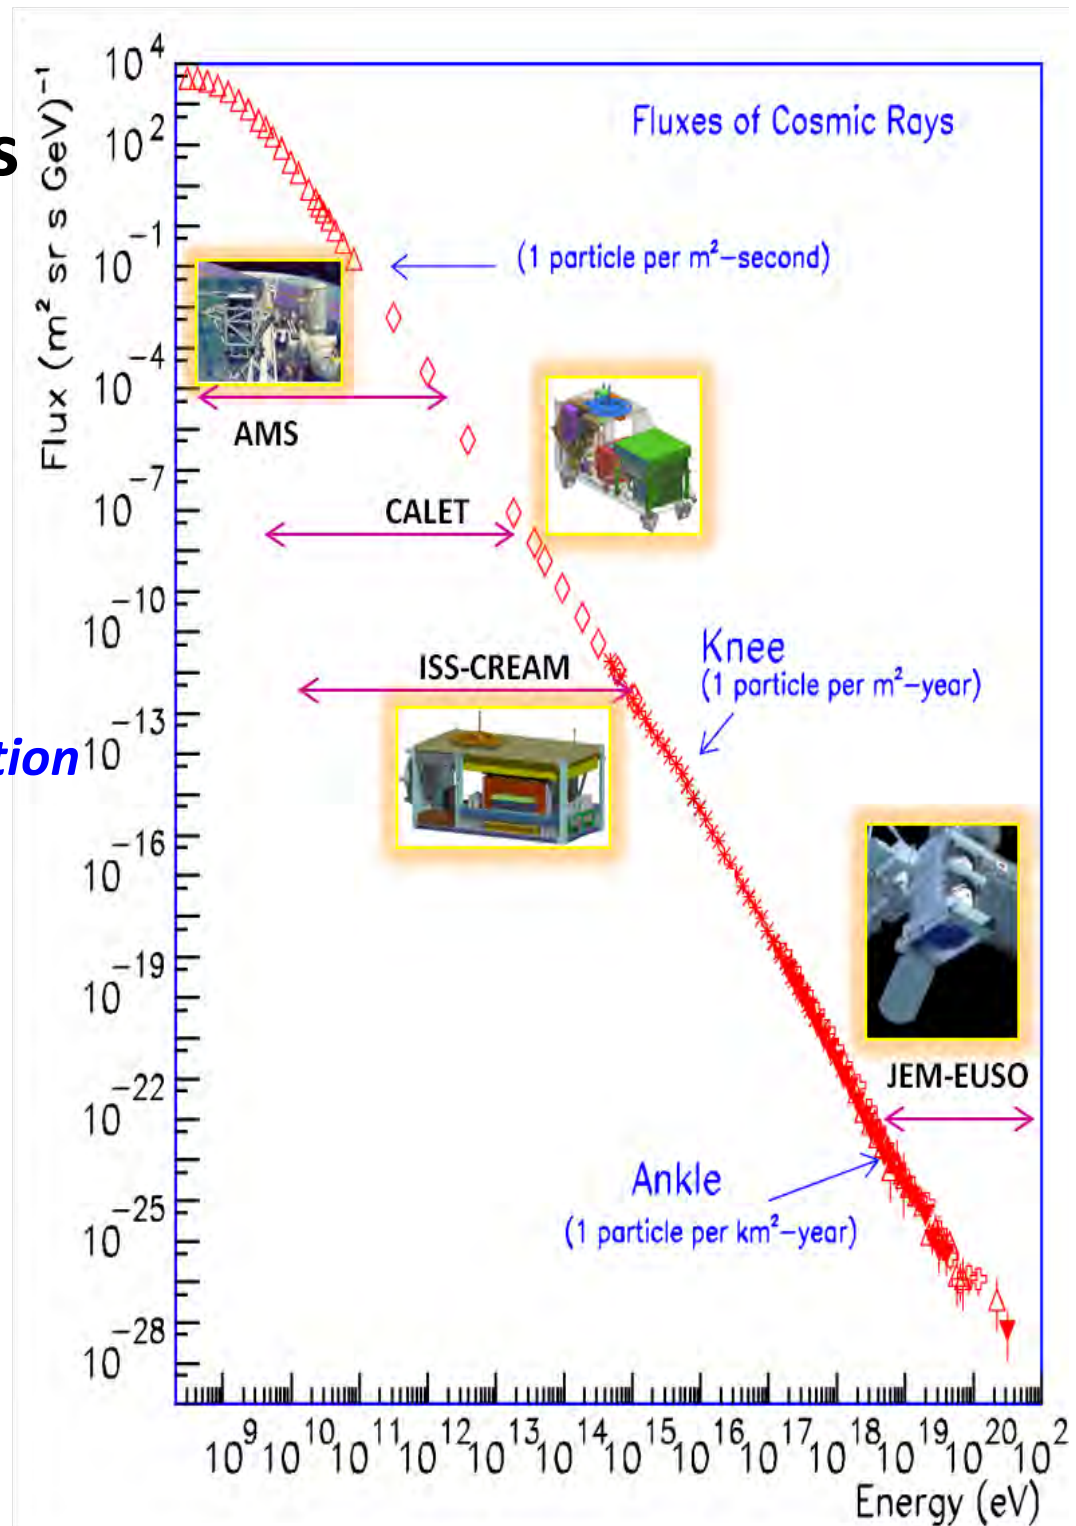 s
tion
Fluxes of Cosmic Rays
Flux (m² sr s GeV)⁻¹
10⁴
10²
10⁻¹
10⁻⁴
10⁻⁷
10⁻¹⁰
10⁻¹³
10⁻¹⁶
10⁻¹⁹
10⁻²²
10⁻²⁵
10⁻²⁸
(1 particle per m²–second)
AMS
CALET
ISS-CREAM
Knee
(1 particle per m²–year)
JEM-EUSO
Ankle
(1 particle per km²–year)
10⁹ 10¹⁰ 10¹¹ 10¹² 10¹³ 10¹⁴ 10¹⁵ 10¹⁶ 10¹⁷ 10¹⁸ 10¹⁹ 10²⁰ 10²
Energy (eV)